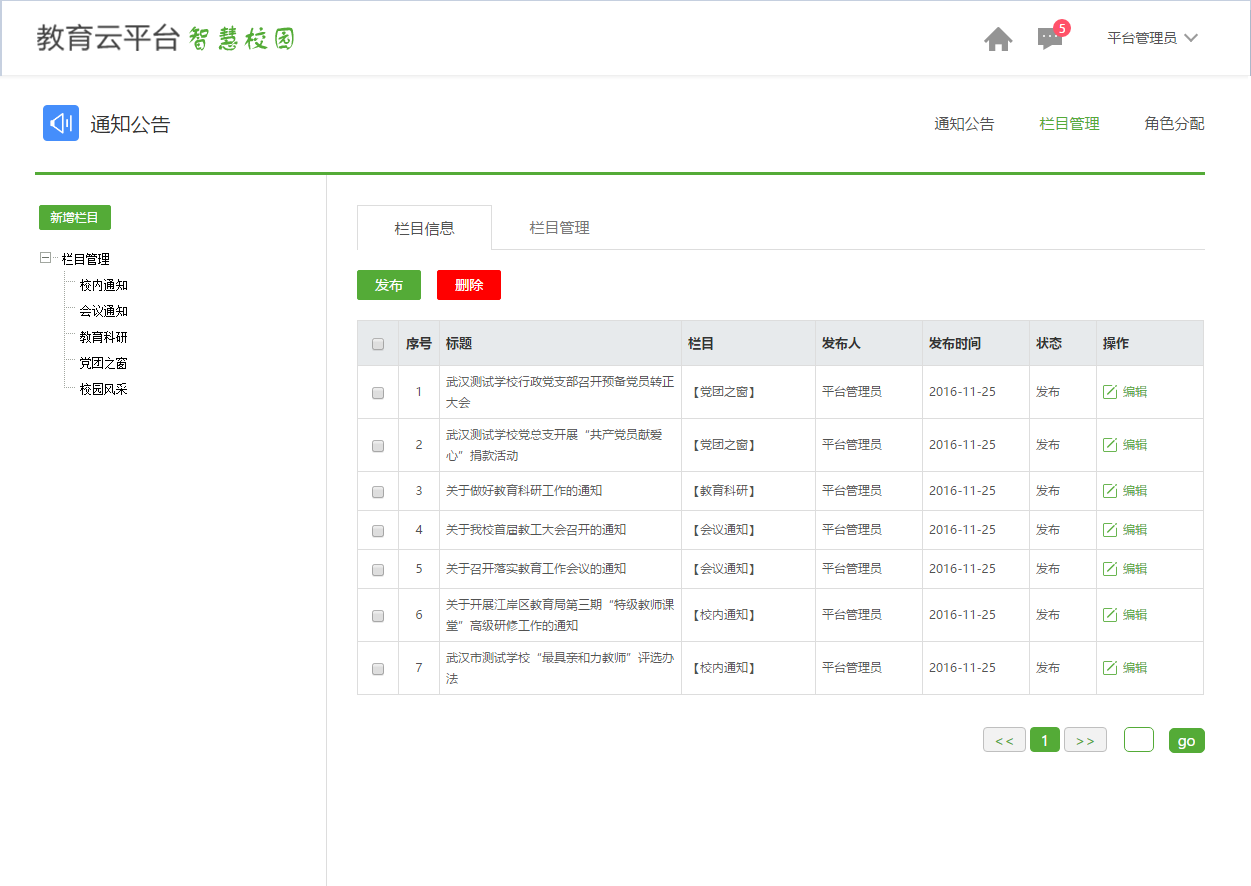 教育云平台 智慧校园
5
平台管理员
通知公告
通知公告 栏目管理 角色分配
新增栏目
栏目管理
校内通知
会议通知
教育科研
党团之窗
校园风采
栏目信息 栏目管理
发布 删除
序号 标题 栏目 发布人 发布时间 状态 操作
1 武汉测试学校行政党支部召开预备党员转正
大会 【党团之窗】 平台管理员 2016-11-25 发布 编辑
2 武汉测试学校党总支开展“共产党员献爱
心”捐款活动 【党团之窗】 平台管理员 2016-11-25 发布 编辑
3 关于做好教育科研工作的通知 【教育科研】 平台管理员 2016-11-25 发布 编辑
4 关于我校首届教工大会召开的通知 【会议通知】 平台管理员 2016-11-25 发布 编辑
5 关于召开落实教育工作会议的通知 【会议通知】 平台管理员 2016-11-25 发布 编辑
6 关于开展江岸区教育局第三期“特级教师课
堂”高级研修工作的通知 【校内通知】 平台管理员 2016-11-25 发布 编辑
7 武汉市测试学校“最具亲和力教师”评选办
法 【校内通知】 平台管理员 2016-11-25 发布 编辑
<< 1 >> go